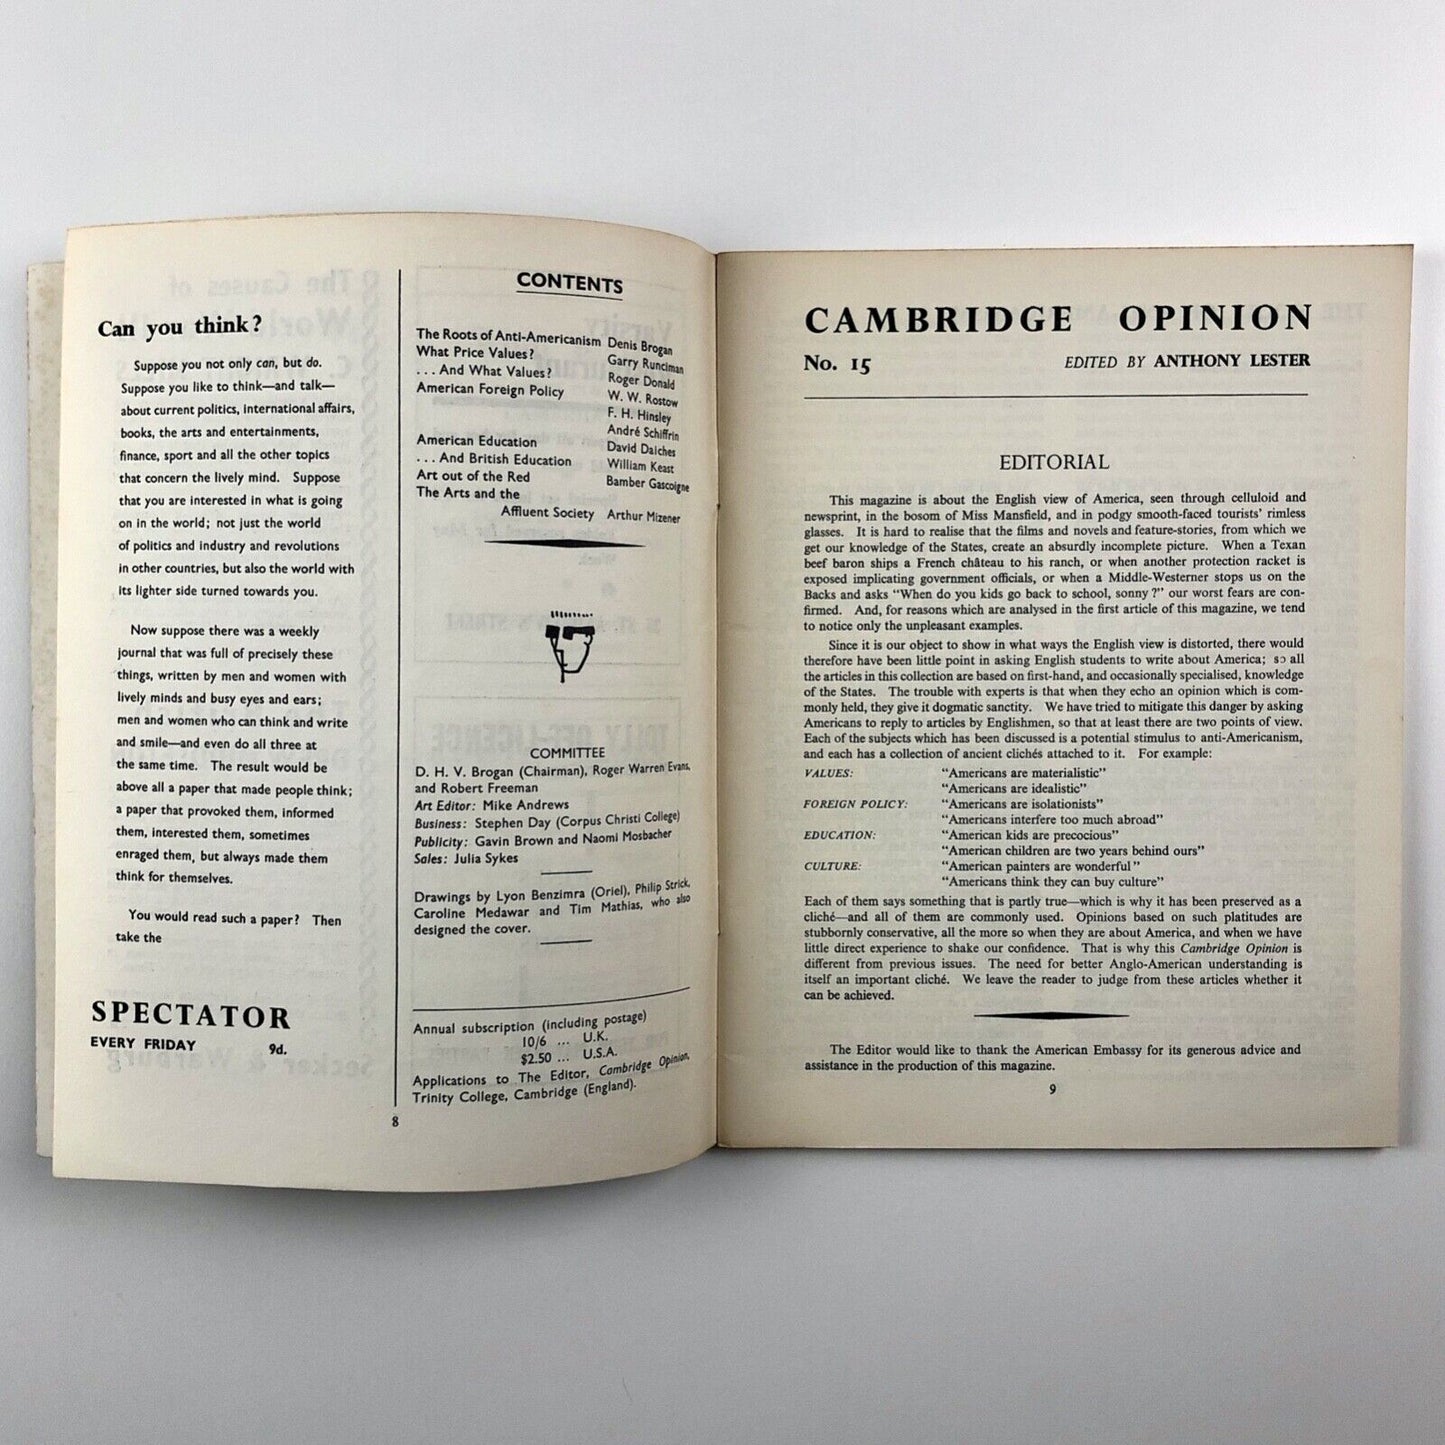 Can you think?
Suppose you not only can, but do.
Suppose you like to think—and talk—
about current politics, international affairs,
books, the arts and entertainments,
finance, sport and all the other topics
that concern the lively mind. Suppose
that you are interested in what is going
on in the world; not just the world
of politics and industry and revolutions
in other countries, but also the world with
its lighter side turned towards you.
Now suppose there was a weekly
journal that was full of precisely these
things, written by men and women with
lively minds and busy eyes and ears;
men and women who can think and write
and smile—and even do all three at
the same time. The result would be
above all a paper that made people think;
a paper that provoked them, informed
them, interested them, sometimes
enraged them, but always made them
think for themselves.
You would read such a paper? Then
take the
SPECTATOR
EVERY FRIDAY 9d.
CONTENTS
The Roots of Anti-Americanism Denis Brogan
What Price Values? Garry Runciman
. . . And What Values? Roger Donald
American Foreign Policy W. W. Rostow
F. H. Hinsley
André Schiffrin
American Education David Daiches
. . . And British Education William Keast
Art out of the Red Bamber Gascoigne
The Arts and the
Affluent Society Arthur Mizener
COMMITTEE
D. H. V. Brogan (Chairman), Roger Warren Evans,
and Robert Freeman
Art Editor: Mike Andrews
Business: Stephen Day (Corpus Christi College)
Publicity: Gavin Brown and Naomi Mosbacher
Sales: Julia Sykes
Drawings by Lyon Benzimra (Oriel), Philip Strick,
Caroline Medawar and Tim Mathias, who also
designed the cover.
Annual subscription (including postage)
10/6 ... U.K.
$2.50 ... U.S.A.
Applications to The Editor, Cambridge Opinion,
Trinity College, Cambridge (England).
8
CAMBRIDGE OPINION
No. 15 EDITED BY ANTHONY LESTER
EDITORIAL
This magazine is about the English view of America, seen through celluloid and
newsprint, in the bosom of Miss Mansfield, and in podgy smooth-faced tourists' rimless
glasses. It is hard to realise that the films and novels and feature-stories, from which we
get our knowledge of the States, create an absurdly incomplete picture. When a Texan
beef baron ships a French château to his ranch, or when another protection racket is
exposed implicating government officials, or when a Middle-Westerner stops us on the
Backs and asks "When do you kids go back to school, sonny?" our worst fears are con-
firmed. And, for reasons which are analysed in the first article of this magazine, we tend
to notice only the unpleasant examples.
Since it is our object to show in what ways the English view is distorted, there would
therefore have been little point in asking English students to write about America; so all
the articles in this collection are based on first-hand, and occasionally specialised, knowledge
of the States. The trouble with experts is that when they echo an opinion which is com-
monly held, they give it dogmatic sanctity. We have tried to mitigate this danger by asking
Americans to reply to articles by Englishmen, so that at least there are two points of view.
Each of the subjects which has been discussed is a potential stimulus to anti-Americanism,
and each has a collection of ancient clichés attached to it. For example:
VALUES: "Americans are materialistic"
"Americans are idealistic"
FOREIGN POLICY: "Americans are isolationists"
"Americans interfere too much abroad"
EDUCATION: "American kids are precocious"
"American children are two years behind ours"
CULTURE: "American painters are wonderful"
"Americans think they can buy culture"
Each of them says something that is partly true—which is why it has been preserved as a
cliché—and all of them are commonly used. Opinions based on such platitudes are
stubbornly conservative, all the more so when they are about America, and when we have
little direct experience to shake our confidence. That is why this Cambridge Opinion is
different from previous issues. The need for better Anglo-American understanding is
itself an important cliché. We leave the reader to judge from these articles whether it
can be achieved.
The Editor would like to thank the American Embassy for its generous advice and
assistance in the production of this magazine.
9